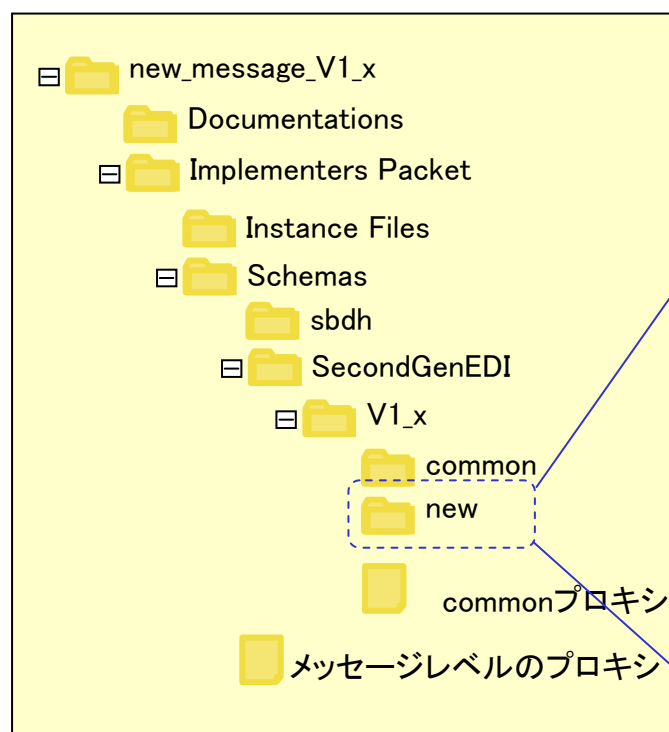 new_message_V1_x
Documentations
Implementers Packet
Instance Files
Schemas
sbdh
SecondGenEDI
V1_x
common
new
commonプロキシ
メッセージレベルのプロキシ